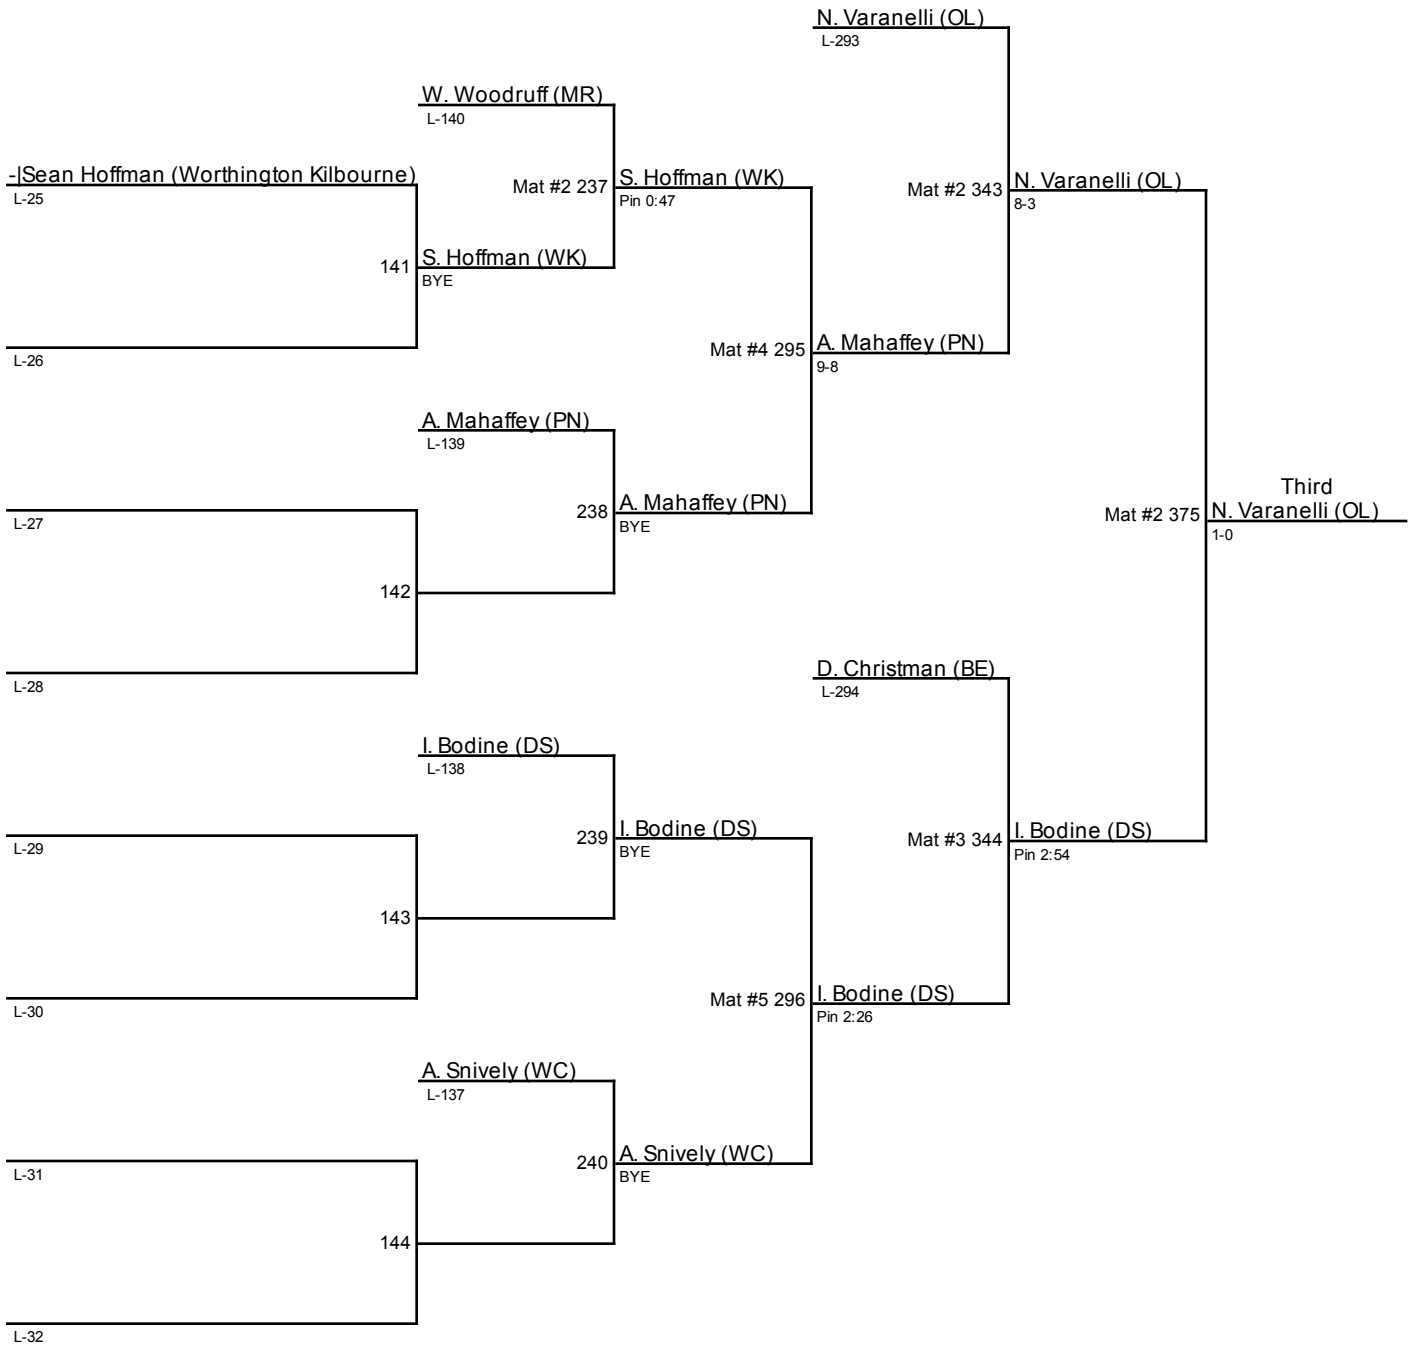 N. Varanelli (OL)
L-293
W. Woodruff (MR)
L-140
-|Sean Hoffman (Worthington Kilbourne)
L-25
Mat #2 237
S. Hoffman (WK)
Pin 0:47
Mat #2 343
N. Varanelli (OL)
8-3
141
S. Hoffman (WK)
BYE
L-26
Mat #4 295
A. Mahaffey (PN)
9-8
A. Mahaffey (PN)
L-139
L-27
238
A. Mahaffey (PN)
BYE
Third
Mat #2 375
N. Varanelli (OL)
1-0
142
L-28
D. Christman (BE)
L-294
I. Bodine (DS)
L-138
L-29
239
I. Bodine (DS)
BYE
Mat #3 344
I. Bodine (DS)
Pin 2:54
143
L-30
Mat #5 296
I. Bodine (DS)
Pin 2:26
A. Snively (WC)
L-137
L-31
240
A. Snively (WC)
BYE
144
L-32